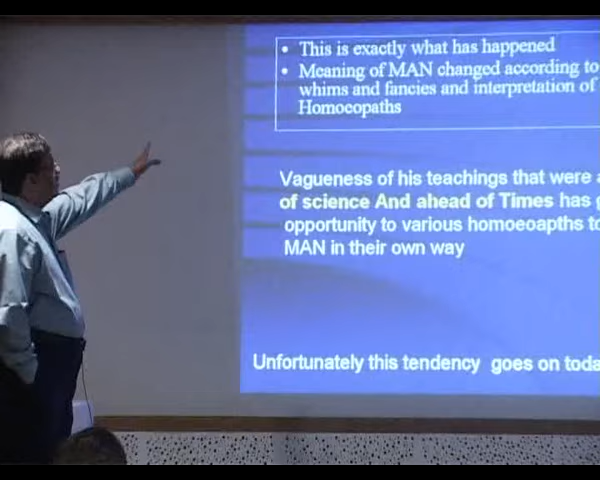 • This is exactly what has happened
• Meaning of MAN changed according to
whims and fancies and interpretation of
Homoeopaths
Vagueness of his teachings that were
of science And ahead of Times has
opportunity to various homoeoapths
MAN in their own way
Unfortunately this tendency goes on